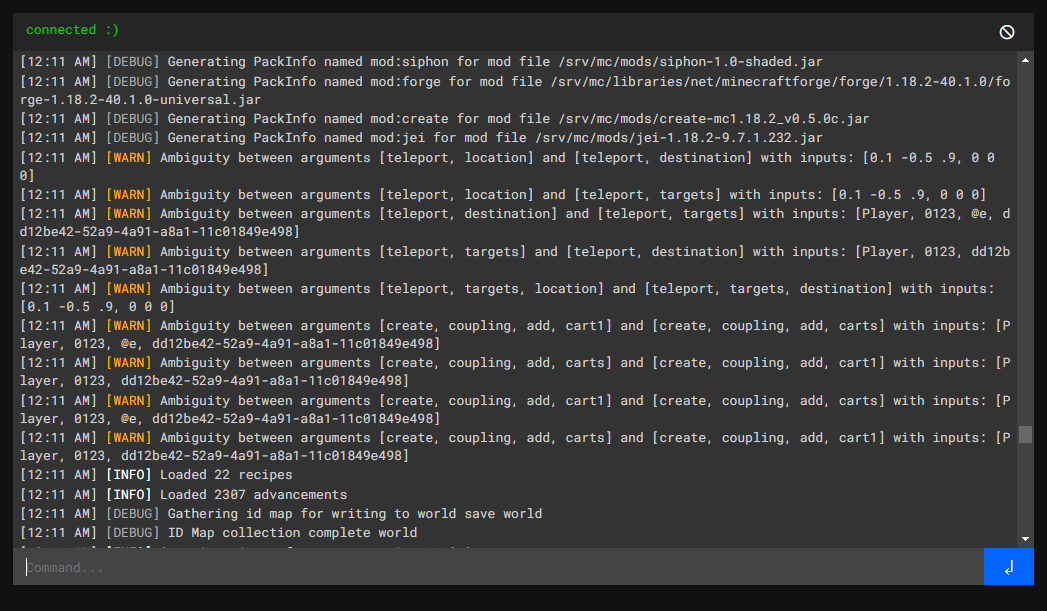 connected :)
[12:11 AM] [DEBUG] Generating PackInfo named mod:siphon for mod file /srv/mc/mods/siphon-1.0-shaded.jar
[12:11 AM] [DEBUG] Generating PackInfo named mod:forge for mod file /srv/mc/libraries/net/minecraftforge/forge/1.18.2-40.1.0/fo
rge-1.18.2-40.1.0-universal.jar
[12:11 AM] [DEBUG] Generating PackInfo named mod:create for mod file /srv/mc/mods/create-mc1.18.2_v0.5.0c.jar
[12:11 AM] [DEBUG] Generating PackInfo named mod:jei for mod file /srv/mc/mods/jei-1.18.2-9.7.1.232.jar
[12:11 AM] [WARN] Ambiguity between arguments [teleport, location] and [teleport, destination] with inputs: [0.1 -0.5 .9, 0 0
0]
[12:11 AM] [WARN] Ambiguity between arguments [teleport, location] and [teleport, targets] with inputs: [0.1 -0.5 .9, 0 0 0]
[12:11 AM] [WARN] Ambiguity between arguments [teleport, destination] and [teleport, targets] with inputs: [Player, 0123, @e, d
d12be42-52a9-4a91-a8a1-11c01849e498]
[12:11 AM] [WARN] Ambiguity between arguments [teleport, targets] and [teleport, destination] with inputs: [Player, 0123, dd12b
e42-52a9-4a91-a8a1-11c01849e498]
[12:11 AM] [WARN] Ambiguity between arguments [teleport, targets, location] and [teleport, targets, destination] with inputs:
[0.1 -0.5 .9, 0 0 0]
[12:11 AM] [WARN] Ambiguity between arguments [create, coupling, add, cart1] and [create, coupling, add, carts] with inputs: [P
layer, 0123, @e, dd12be42-52a9-4a91-a8a1-11c01849e498]
[12:11 AM] [WARN] Ambiguity between arguments [create, coupling, add, carts] and [create, coupling, add, cart1] with inputs: [P
layer, 0123, dd12be42-52a9-4a91-a8a1-11c01849e498]
[12:11 AM] [WARN] Ambiguity between arguments [create, coupling, add, cart1] and [create, coupling, add, carts] with inputs: [P
layer, 0123, @e, dd12be42-52a9-4a91-a8a1-11c01849e498]
[12:11 AM] [WARN] Ambiguity between arguments [create, coupling, add, carts] and [create, coupling, add, cart1] with inputs: [P
layer, 0123, dd12be42-52a9-4a91-a8a1-11c01849e498]
[12:11 AM] [INFO] Loaded 22 recipes
[12:11 AM] [INFO] Loaded 2307 advancements
[12:11 AM] [DEBUG] Gathering id map for writing to world save world
[12:11 AM] [DEBUG] ID Map collection complete world
Command...